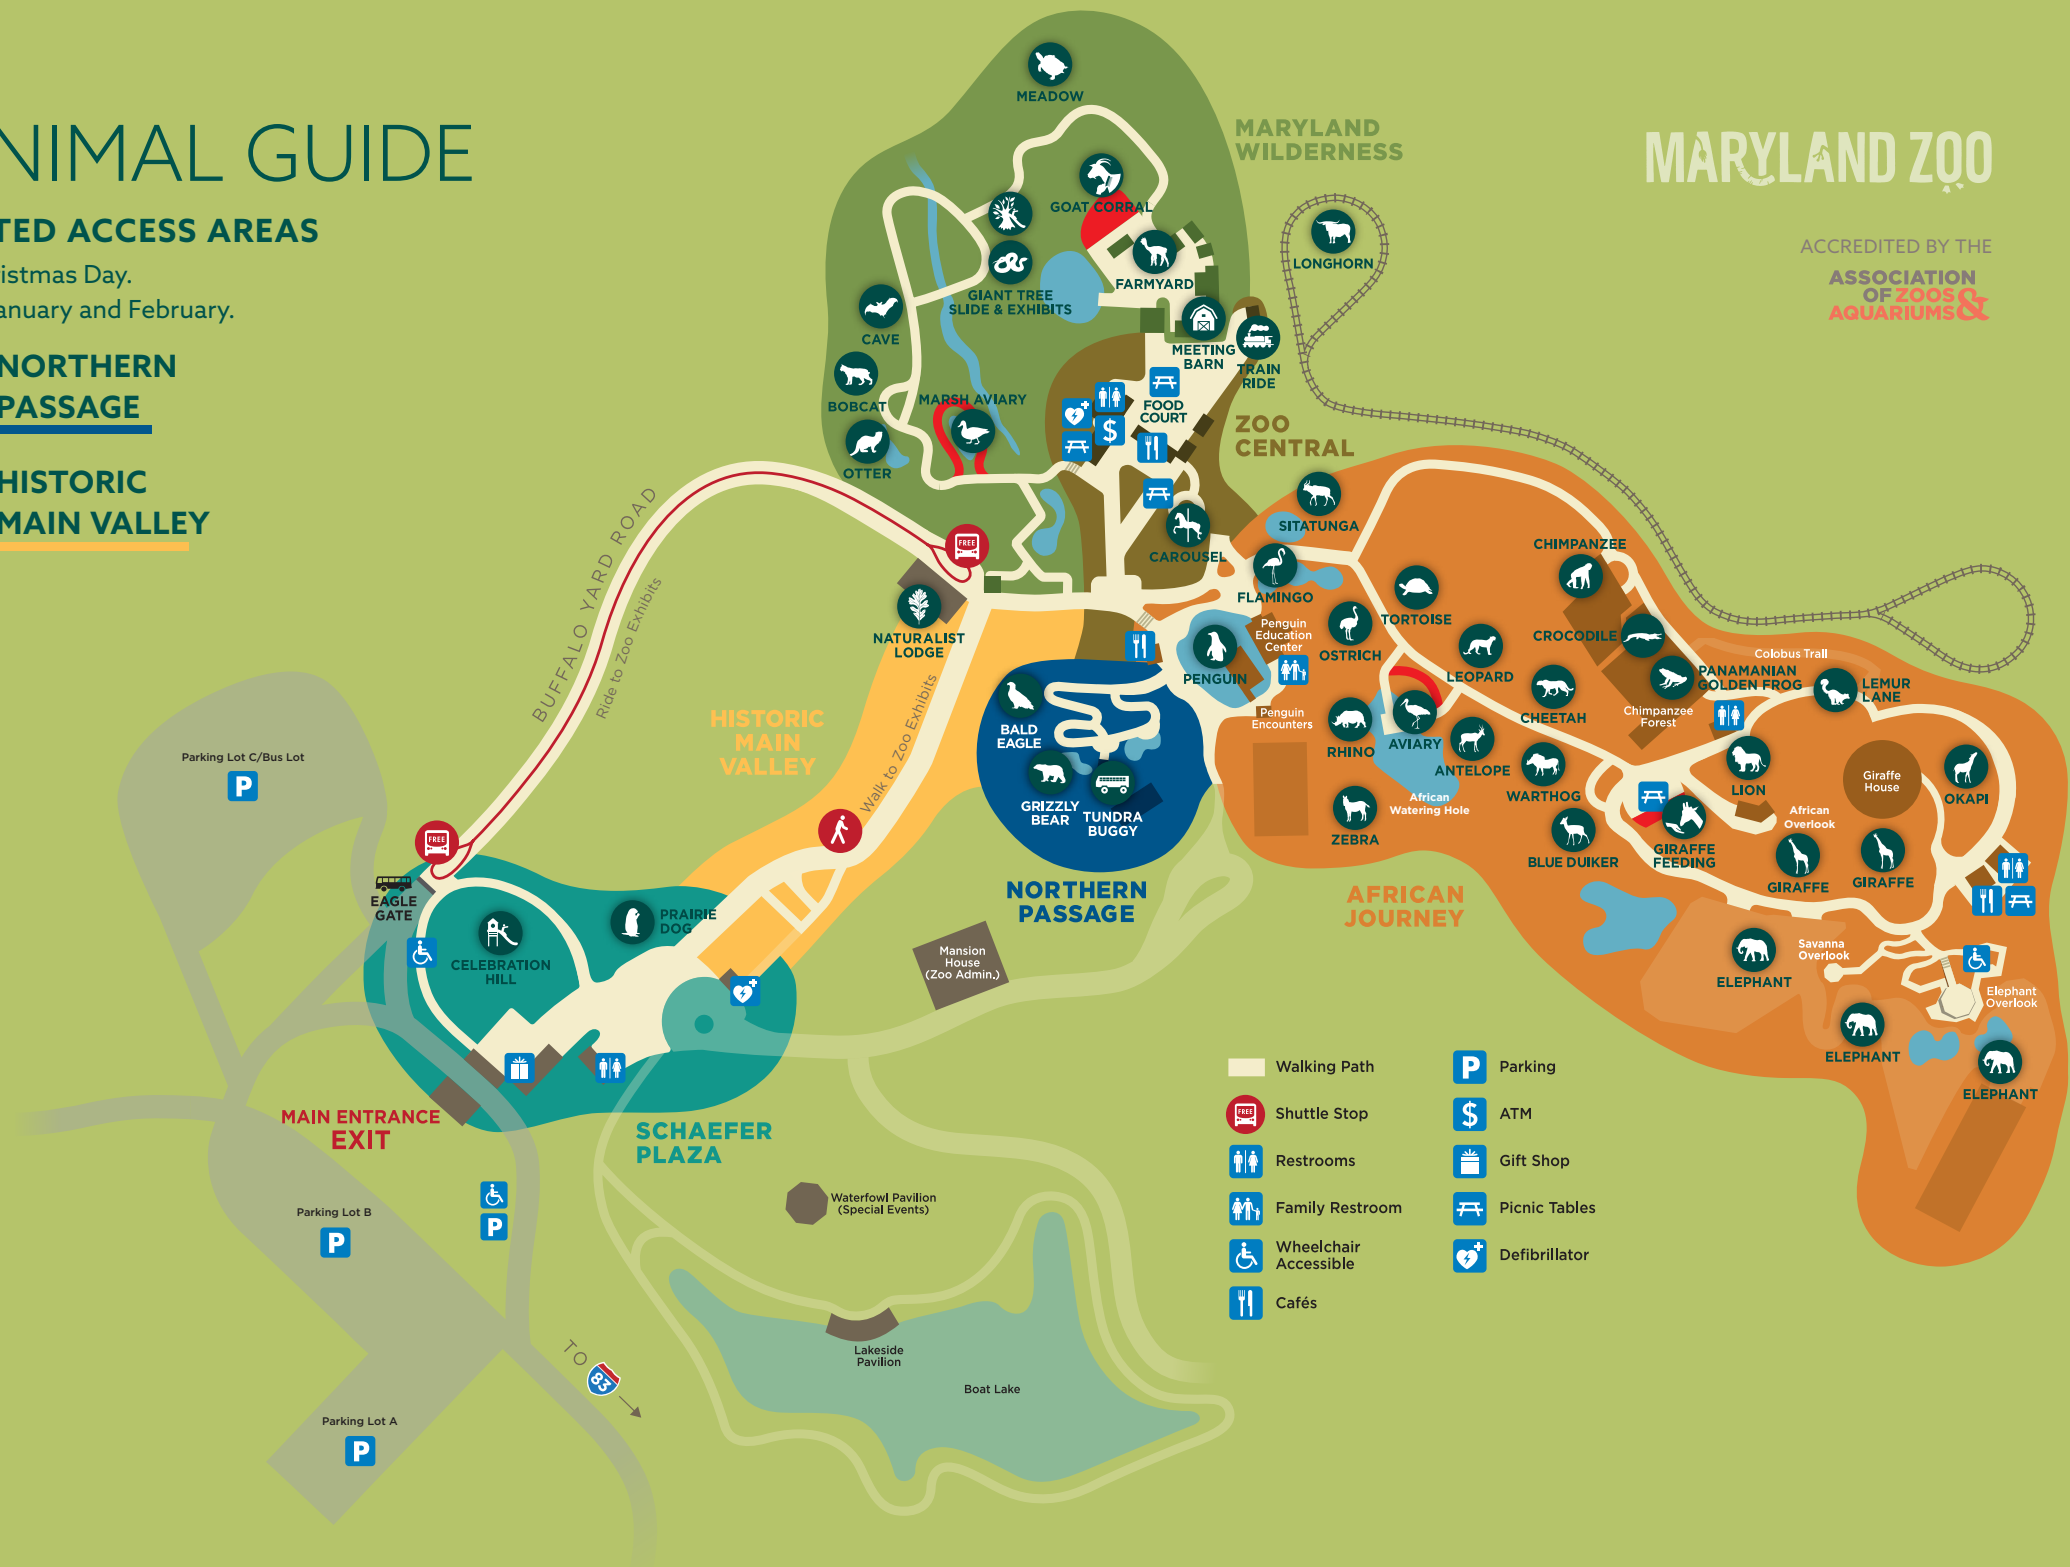 NIMAL GUIDE
TED ACCESS AREAS
istmas Day.
anuary and February.
NORTHERN
PASSAGE
HISTORIC
MAIN VALLEY
MEADOW
MARYLAND
WILDERNESS
MARYLAND ZOO
ACCREDITED BY THE
ASSOCIATION
OF ZOOS
& AQUARIUMS
GOAT CORRAL
LONGHORN
FARMYARD
GIANT TREE
SLIDE & EXHIBITS
CAVE
MEETING
BARN
TRAIN
RIDE
BOBCAT
MARSH AVIARY
FOOD
COURT
$
ZOO
CENTRAL
OTTER
SITATUNGA
CAROUSEL
FREE
FLAMINGO
CHIMPANZEE
TORTOISE
CROCODILE
Penguin
Education
Center
OSTRICH
NATURALIST
LODGE
PENGUIN
LEOPARD
Colobus Trail
PANAMANIAN
GOLDEN FROG
LEMUR
LANE
BUFFALO YARD ROAD
Ride to Zoo Exhibits
Walk to Zoo Exhibits
HISTORIC
MAIN
VALLEY
BALD
EAGLE
Penguin
Encounters
RHINO
AVIARY
CHEETAH
Chimpanzee
Forest
ANTELOPE
WARTHOG
LION
Giraffe
House
OKAPI
GRIZZLY
BEAR
TUNDRA
BUGGY
African
Watering Hole
African
Overlook
ZEBRA
BLUE DUIKER
GIRAFFE
FEEDING
GIRAFFE
GIRAFFE
NORTHERN
PASSAGE
AFRICAN
JOURNEY
Parking Lot C/Bus Lot
P
FREE
EAGLE
GATE
PRAIRIE
DOG
CELEBRATION
HILL
Mansion
House
(Zoo Admin.)
ELEPHANT
Savanna
Overlook
Elephant
Overlook
ELEPHANT
ELEPHANT
MAIN ENTRANCE
EXIT
SCHAEFER
PLAZA
Parking Lot B
P
P
Waterfowl Pavilion
(Special Events)
Lakeside
Pavilion
Boat Lake
TO
83
Parking Lot A
P
Walking Path
FREE
Shuttle Stop
Restrooms
Family Restroom
Wheelchair
Accessible
Cafés
P
Parking
$
ATM
Gift Shop
Picnic Tables
Defibrillator